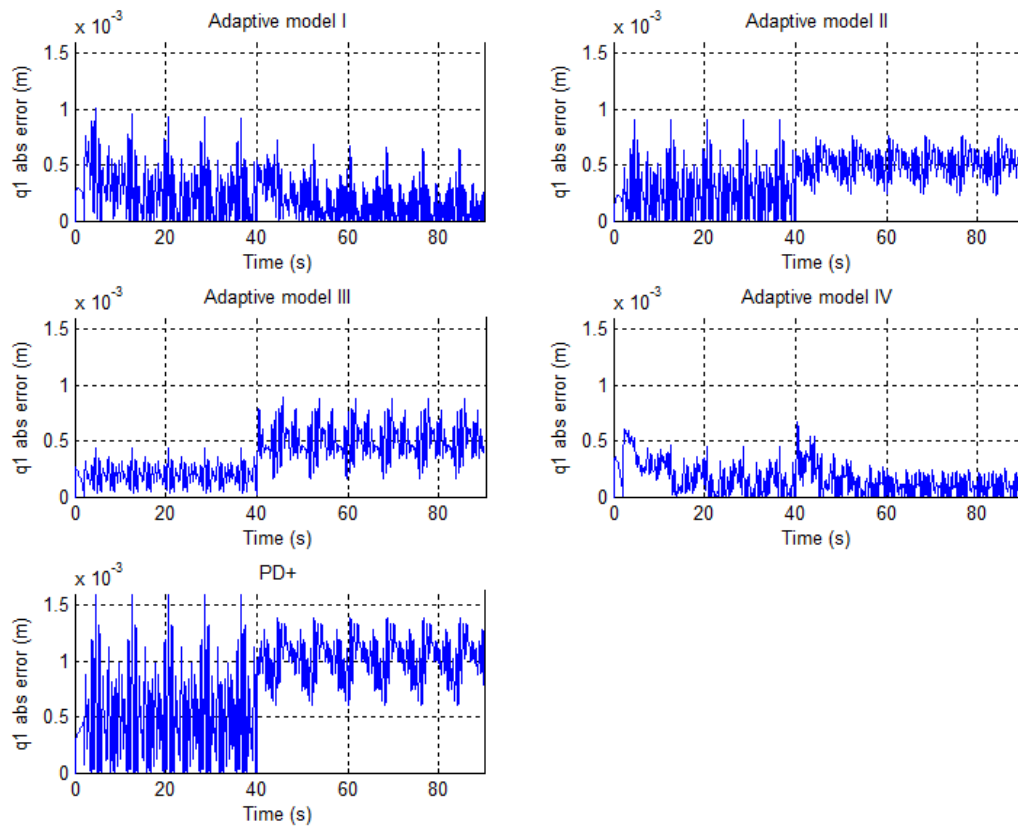 x 10^-3 Adaptive model I
1.5
1
0.5
0
q1 abs error (m)
0 20 40 60 80
Time (s)
x 10^-3 Adaptive model II
1.5
1
0.5
0
q1 abs error (m)
0 20 40 60 80
Time (s)
x 10^-3 Adaptive model III
1.5
1
0.5
0
q1 abs error (m)
0 20 40 60 80
Time (s)
x 10^-3 Adaptive model IV
1.5
1
0.5
0
q1 abs error (m)
0 20 40 60 80
Time (s)
x 10^-3 PD+
1.5
1
0.5
0
q1 abs error (m)
0 20 40 60 80
Time (s)